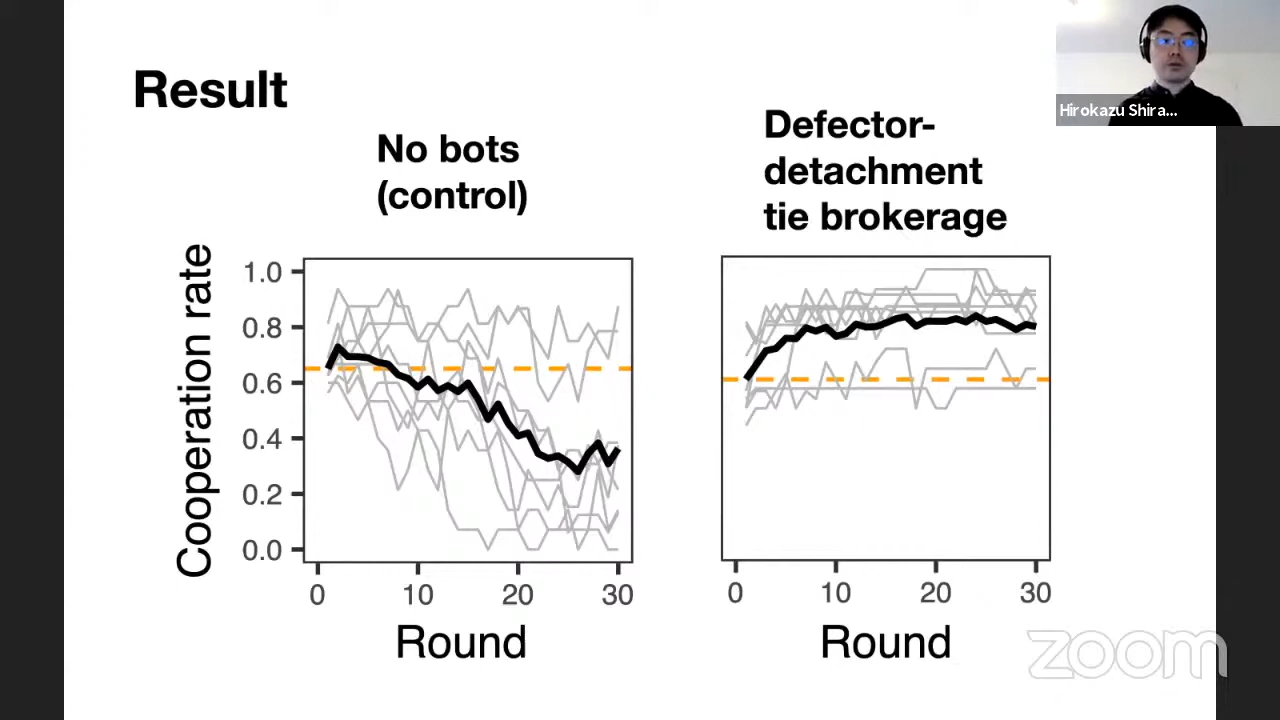 Result
Hirokazu Shira...
No bots
(control)
Defector-
detachment
tie brokerage
Cooperation rate
1.0
0.8
0.6
0.4
0.2
0.0
0
10
20
30
Round
0
10
20
30
Round
zoom